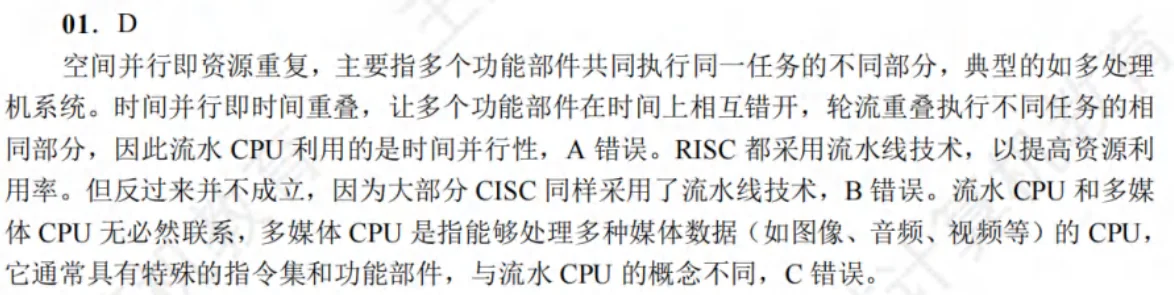 01. D
空间并行即资源重复，主要指多个功能部件共同执行同一任务的不同部分，典型的如多处理
机系统。时间并行即时间重叠，让多个功能部件在时间上相互错开，轮流重叠执行不同任务的相
同部分，因此流水 CPU 利用的是时间并行性，A 错误。RISC 都采用流水线技术，以提高资源利
用率。但反过来并不成立，因为大部分 CISC 同样采用了流水线技术，B 错误。流水 CPU 和多媒
体 CPU 无必然联系，多媒体 CPU 是指能够处理多种媒体数据（如图像、音频、视频等）的 CPU，
它通常具有特殊的指令集和功能部件，与流水 CPU 的概念不同，C 错误。